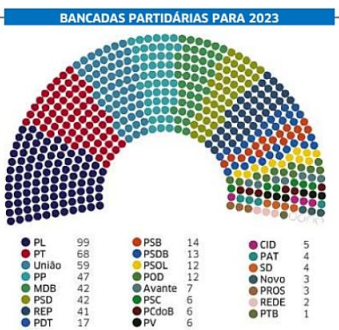 BANCADAS PARTIDÁRIAS PARA 2023
PL 99
PT 68
União 59
PP 47
MDB 42
PSD 42
REP 41
PDT 17
PSB 14
PSDB 13
PSOL 12
POD 12
Avante 7
PSC 6
PCdoB 6
PV 6
CID 5
PAT 4
SD 4
Novo 3
PROS 3
REDE 2
PTB 1